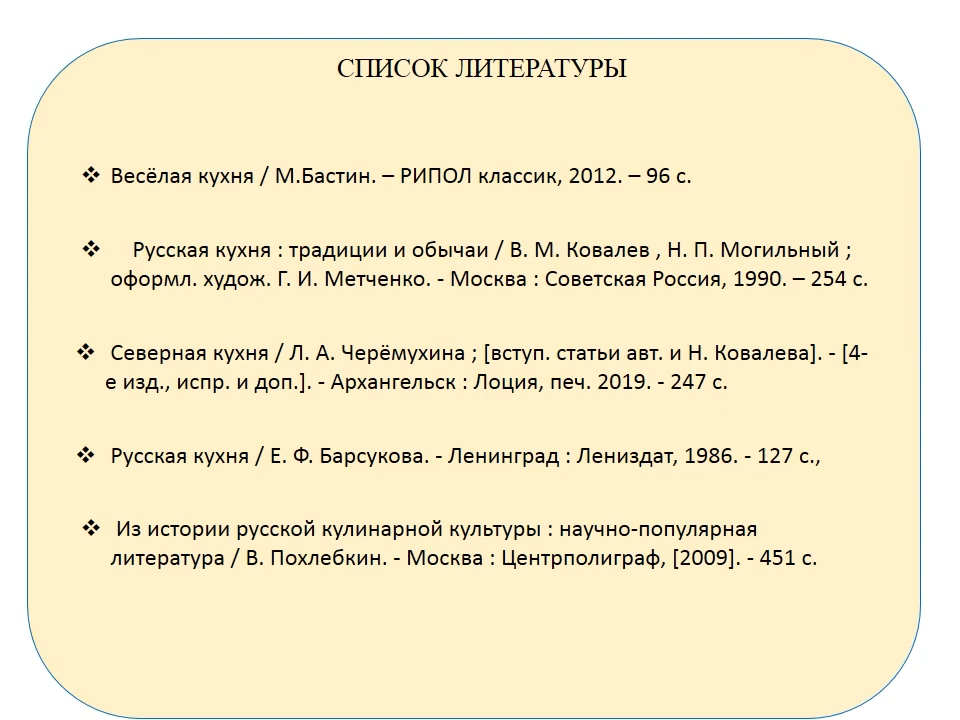 СПИСОК ЛИТЕРАТУРЫ
❖ Весёлая кухня / М.Бастин. – РИПОЛ классик, 2012. – 96 с.
❖ Русская кухня : традиции и обычаи / В. М. Ковалев , Н. П. Могильный ;
оформл. худож. Г. И. Метченко. - Москва : Советская Россия, 1990. – 254 с.
❖ Северная кухня / Л. А. Черёмухина ; [вступ. статьи авт. и Н. Ковалева]. - [4-
е изд., испр. и доп.]. - Архангельск : Лоция, печ. 2019. - 247 с.
❖ Русская кухня / Е. Ф. Барсукова. - Ленинград : Лениздат, 1986. - 127 с.,
❖ Из истории русской кулинарной культуры : научно-популярная
литература / В. Похлебкин. - Москва : Центрполиграф, [2009]. - 451 с.